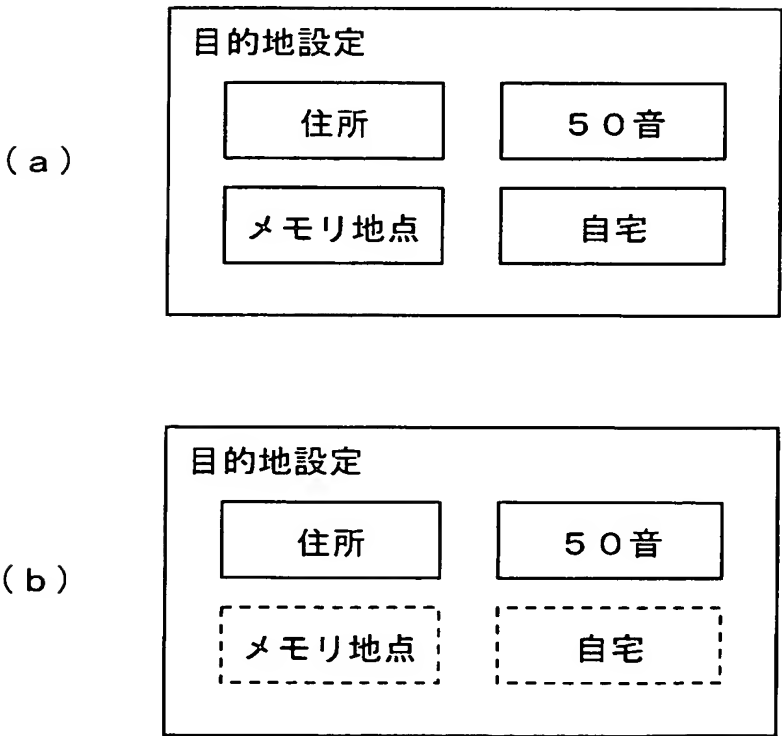 (a)
目的地設定
住所
５０音
メモリ地点
自宅
(b)
目的地設定
住所
５０音
メモリ地点
自宅